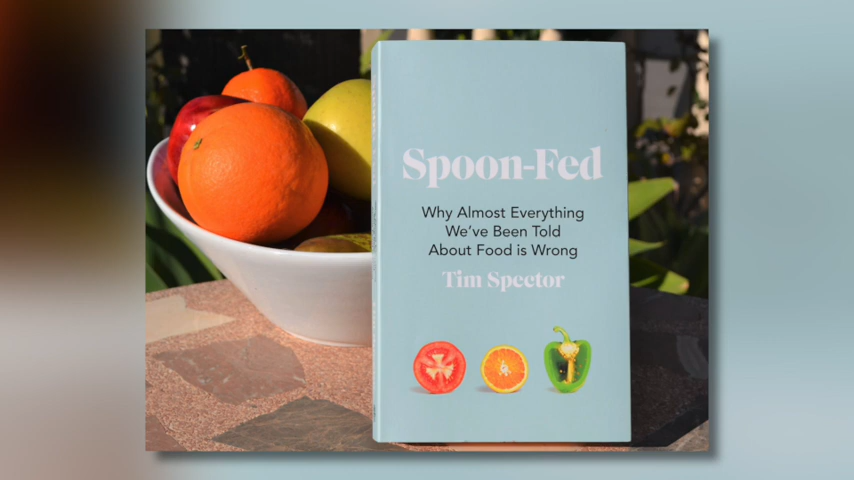 Spoon-Fed
Why Almost Everything
We've Been Told
About Food is Wrong
Tim Spector